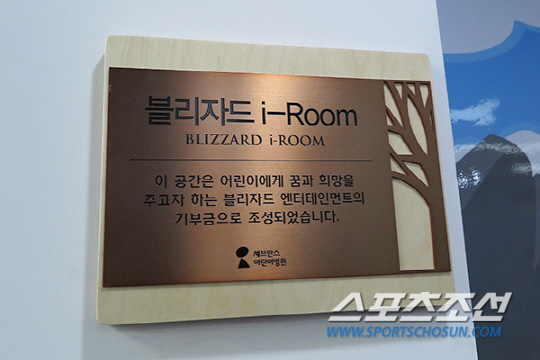 블리자드 i-Room
BLIZZARD i-ROOM
이 공간은 어린이에게 꿈과 희망을
주고자 하는 블리자드 엔터테인먼트의
기부금으로 조성되었습니다.
세브란스
어린이병원
스포츠조선
WWW.SPORTSCHOSUN.COM